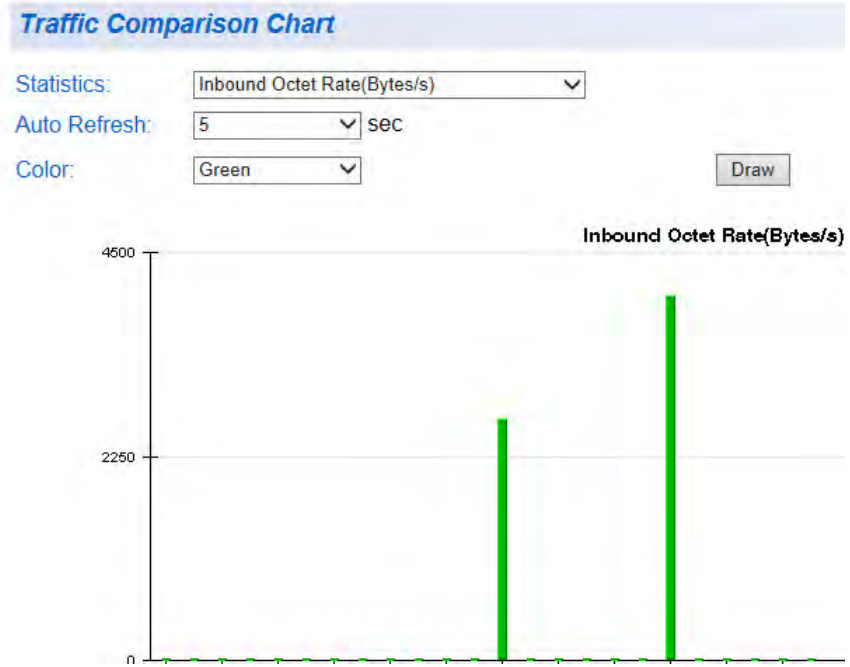 Traffic Comparison Chart
Statistics: Inbound Octet Rate(Bytes/s)
Auto Refresh: 5 sec
Color: Green Draw
Inbound Octet Rate(Bytes/s)
4500
2250
0